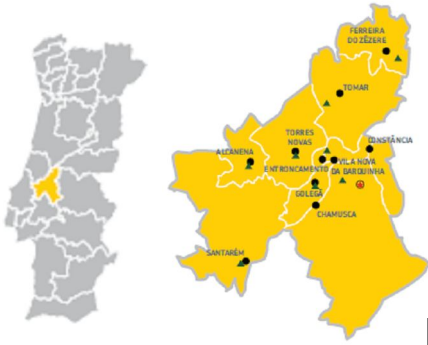 FERREIRA
DO ZÊZERE
TOMAR
TORRES
NOVAS
CONSTÂNCIA
ALCANENA
VILA NOVA
DA BARQUINHA
ENTRONCAMENTO
GOLEGÃ
CHAMUSCA
SANTARÉM